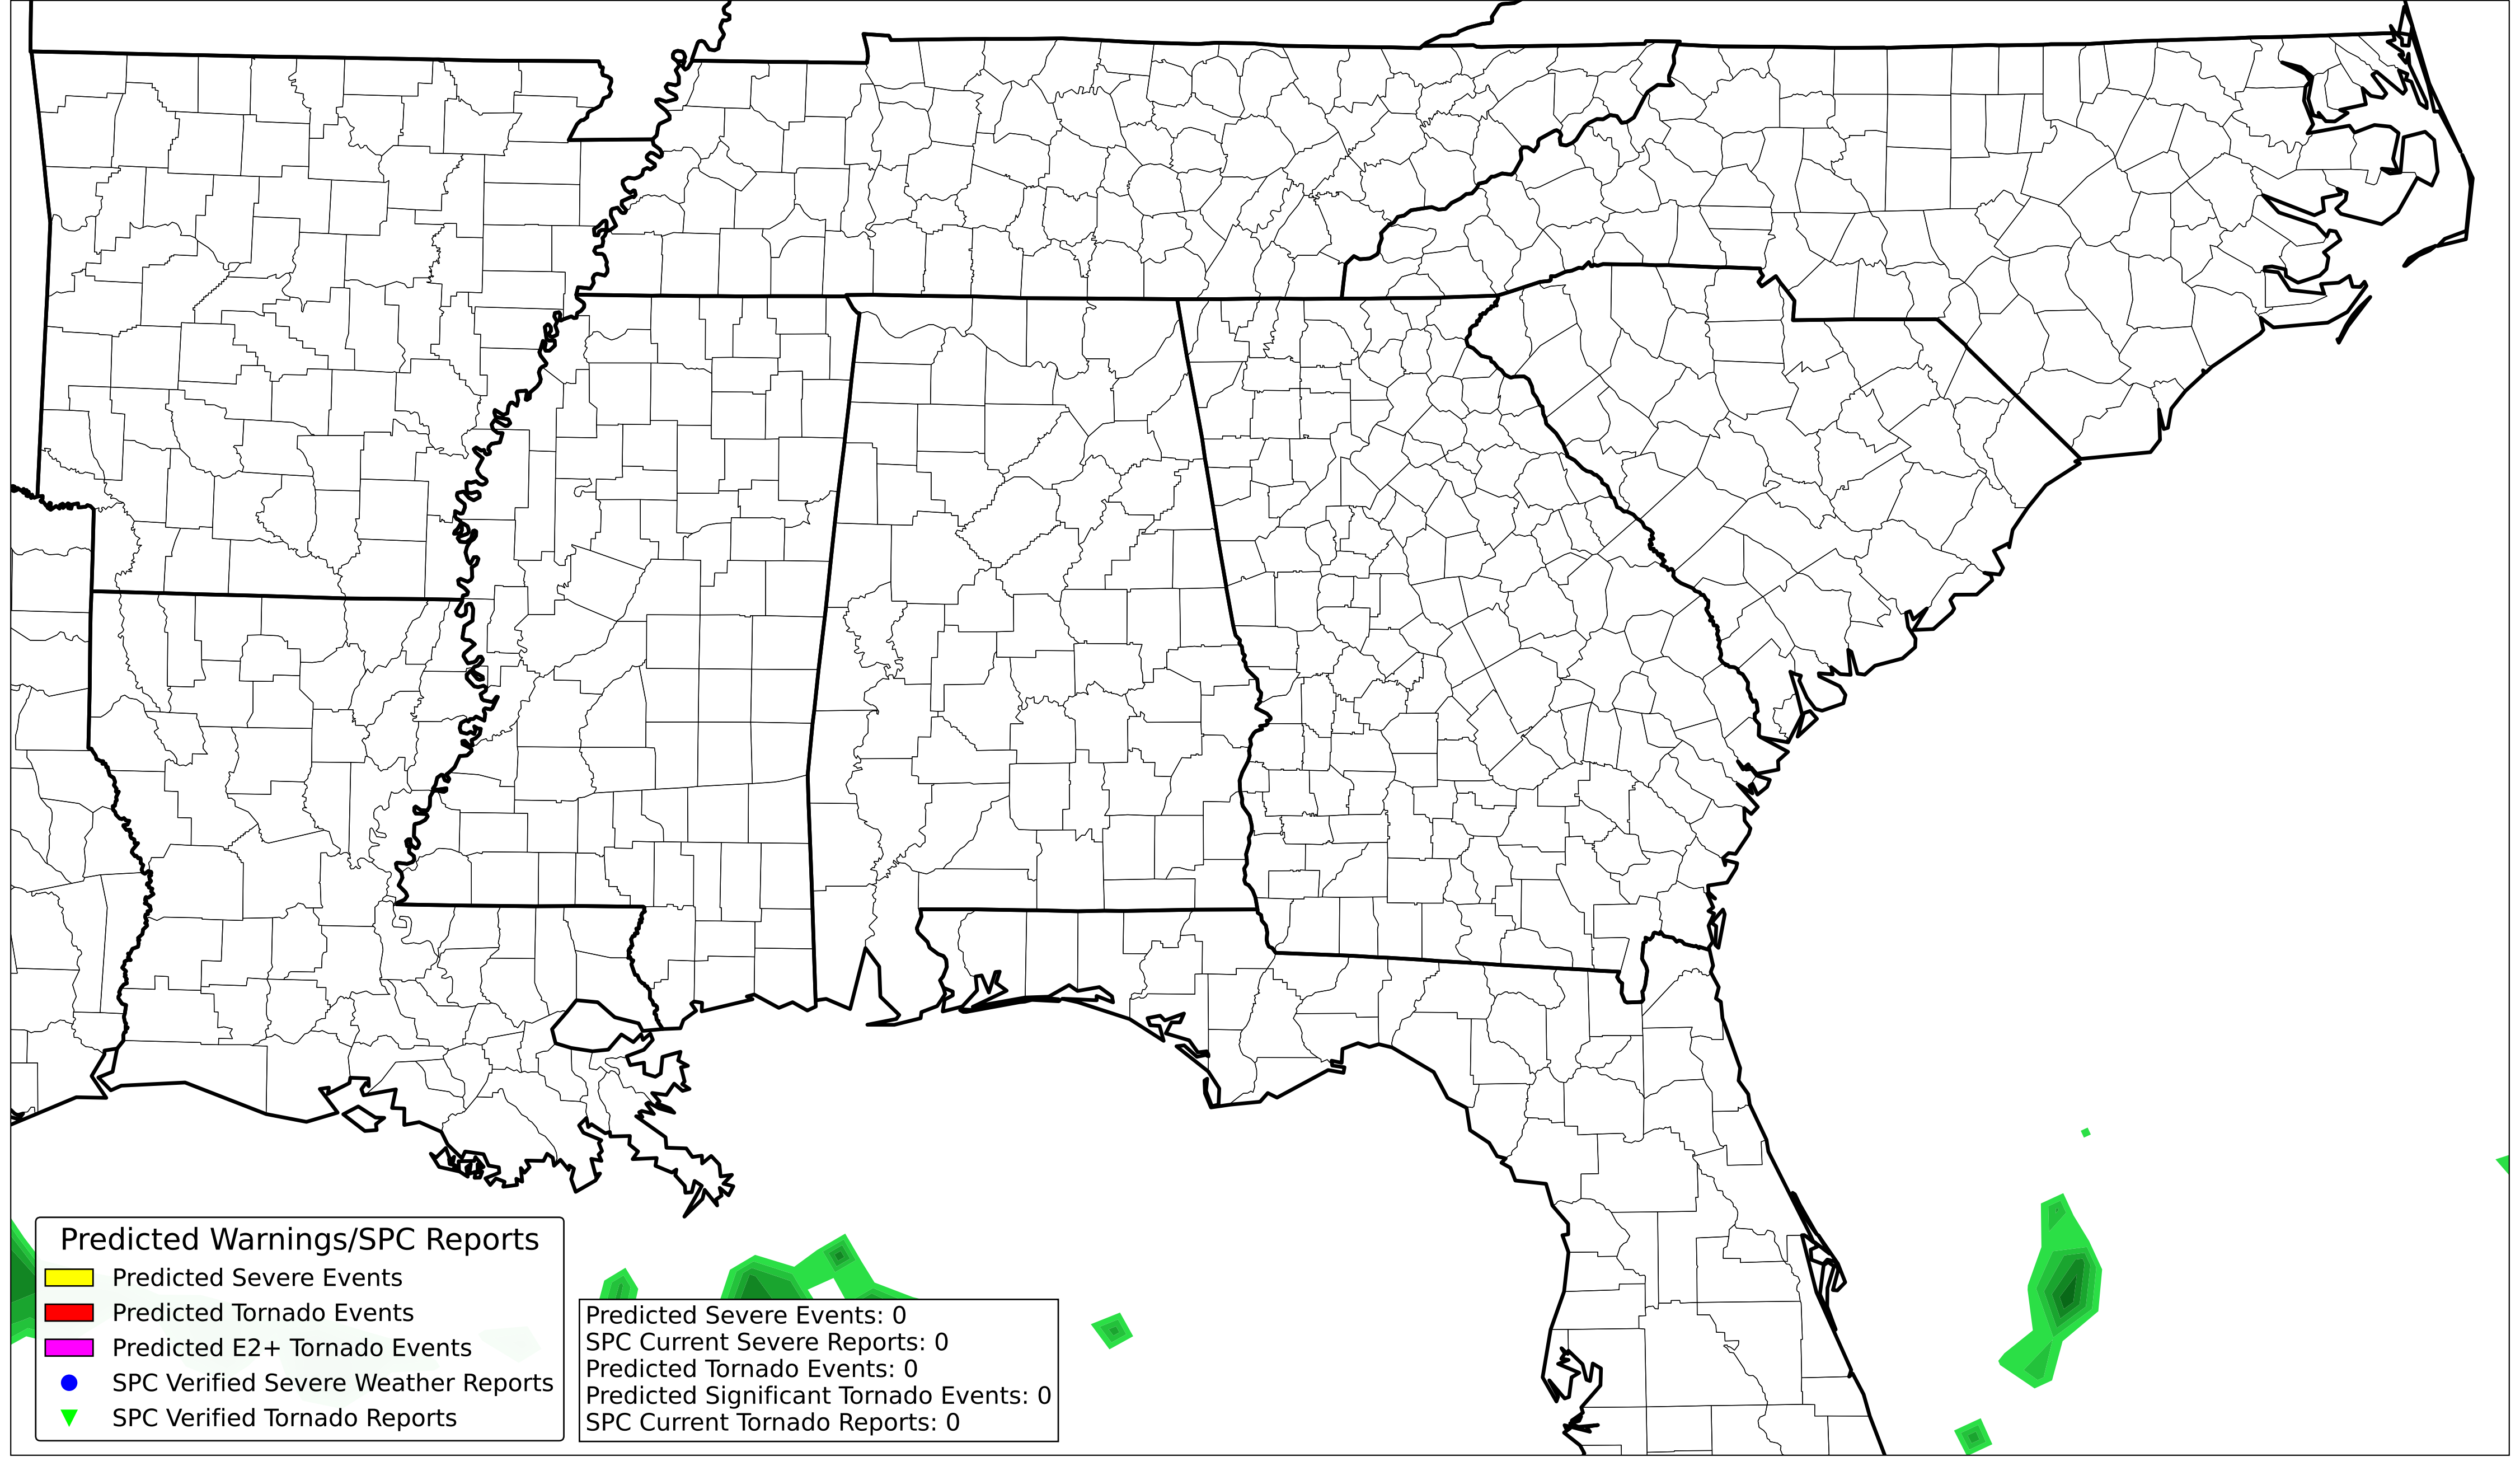 Predicted Warnings/SPC Reports
Predicted Severe Events
Predicted Tornado Events
Predicted E2+ Tornado Events
SPC Verified Severe Weather Reports
SPC Verified Tornado Reports
Predicted Severe Events: 0
SPC Current Severe Reports: 0
Predicted Tornado Events: 0
Predicted Significant Tornado Events: 0
SPC Current Tornado Reports: 0